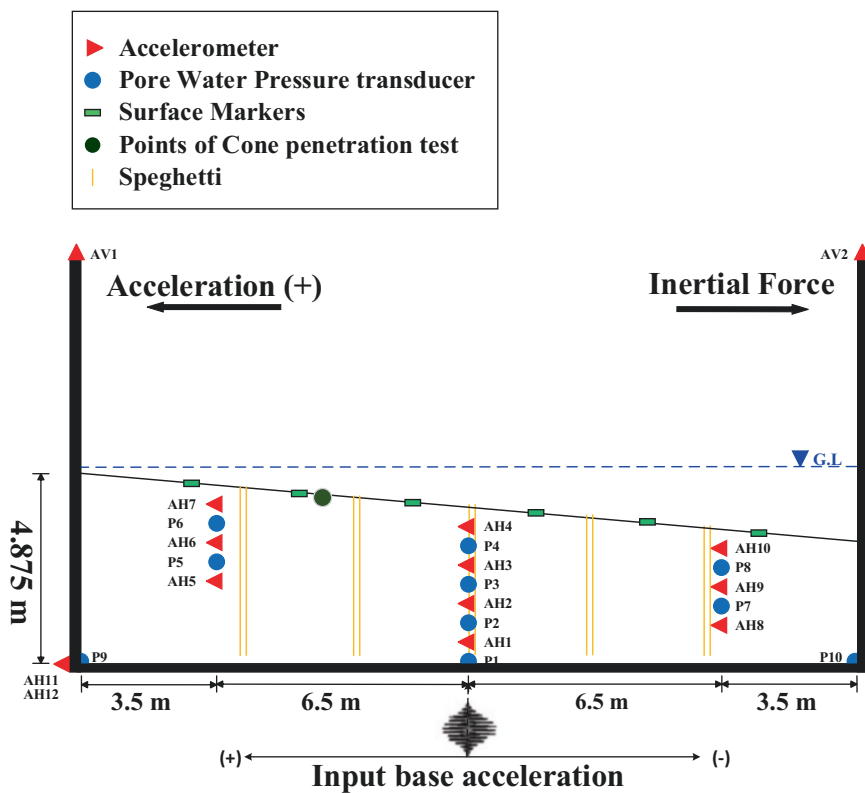 Accelerometer
Pore Water Pressure transducer
Surface Markers
Points of Cone penetration test
Speghetti
AV1
AV2
Acceleration (+)
Inertial Force
G.L
4.875 m
AH7
P6
AH6
P5
AH5
AH4
P4
AH3
P3
AH2
P2
AH1
P1
AH10
P8
AH9
P7
AH8
P9
P10
AH11
AH12
3.5 m
6.5 m
6.5 m
3.5 m
(+)
(-)
Input base acceleration